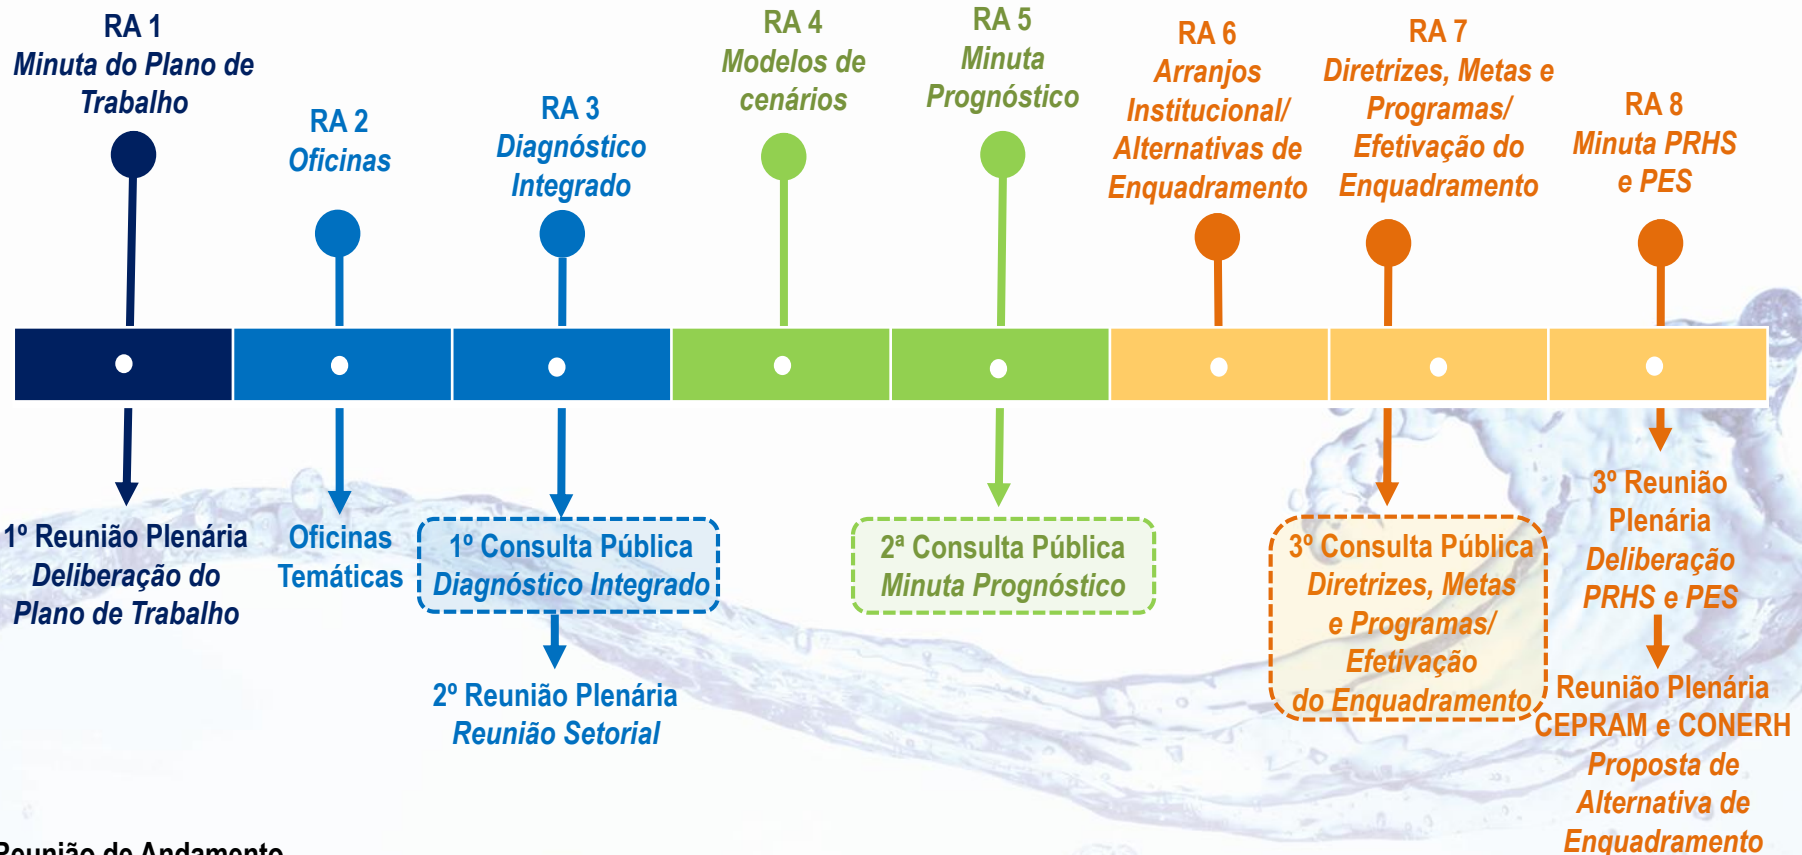 RA 1
Minuta do Plano de
Trabalho
RA 2
Oficinas
RA 3
Diagnóstico
Integrado
RA 4
Modelos de
cenários
RA 5
Minuta
Prognóstico
RA 6
Arranjos
Institucional/
Alternativas de
Enquadramento
RA 7
Diretrizes, Metas e
Programas/
Efetivação do
Enquadramento
RA 8
Minuta PRHS
e PES
1º Reunião Plenária
Deliberação do
Plano de Trabalho
Oficinas
Temáticas
1º Consulta Pública
Diagnóstico Integrado
2º Reunião Plenária
Reunião Setorial
2ª Consulta Pública
Minuta Prognóstico
3º Consulta Pública
Diretrizes, Metas
e Programas/
Efetivação
do Enquadramento
3º Reunião
Plenária
Deliberação
PRHS e PES
Reunião Plenária
CEPRAM e CONERH
Proposta de
Alternativa de
Enquadramento
Reunião de Andamento